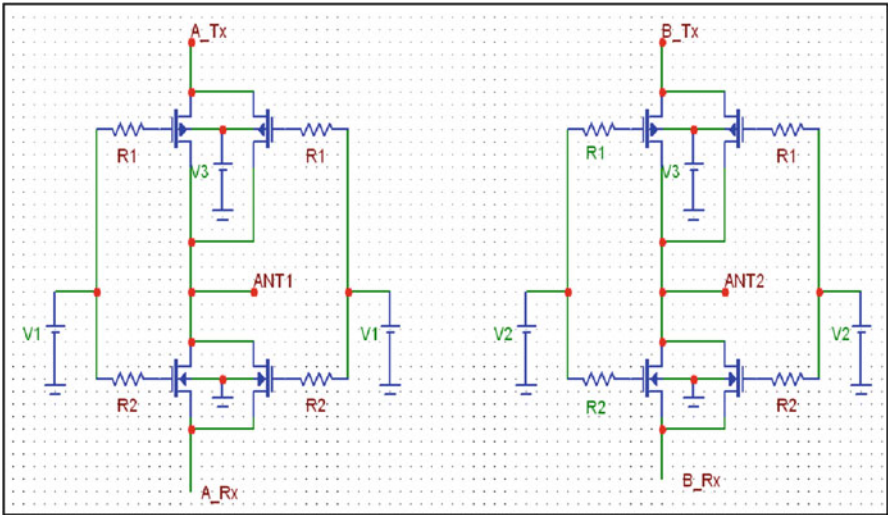 A_Tx
B_Tx
R1
R1
R1
R1
V3
V3
ANT1
ANT2
V1
V1
V2
V2
R2
R2
R2
R2
A_Rx
B_Rx